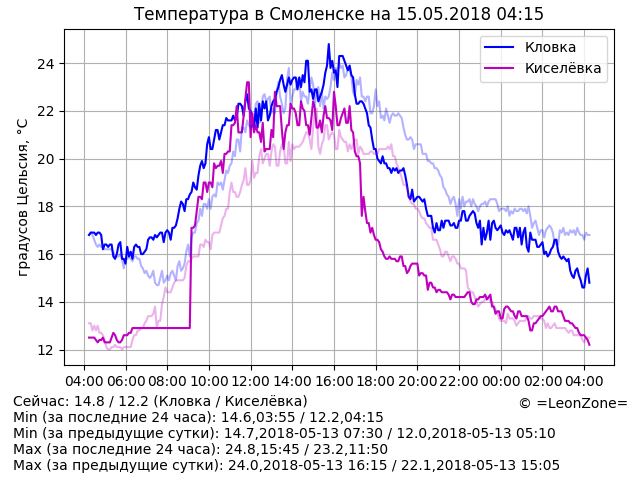 Температура в Смоленске на 15.05.2018 04:15
Кловка
Киселёвка
градусов Цельсия, °C
24
22
20
18
16
14
12
04:00 06:00 08:00 10:00 12:00 14:00 16:00 18:00 20:00 22:00 00:00 02:00 04:00
Сейчас: 14.8 / 12.2 (Кловка / Киселёвка)
© =LeonZone=
Min (за последние 24 часа): 14.6,03:55 / 12.2,04:15
Min (за предыдущие сутки): 14.7,2018-05-13 07:30 / 12.0,2018-05-13 05:10
Max (за последние 24 часа): 24.8,15:45 / 23.2,11:50
Max (за предыдущие сутки): 24.0,2018-05-13 16:15 / 22.1,2018-05-13 15:05